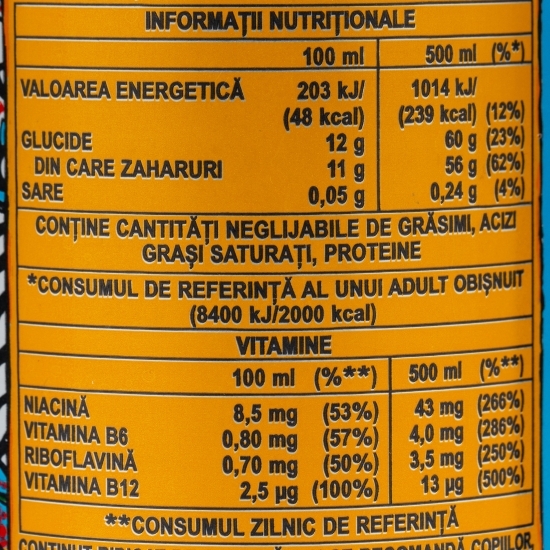 INFORMAȚII NUTRIȚIONALE
100 ml 500 ml (%*)
VALOAREA ENERGETICĂ 203 kJ/ 1014 kJ/
(48 kcal) (239 kcal) (12%)
GLUCIDE 12 g 60 g (23%)
DIN CARE ZAHARURI 11 g 56 g (62%)
SARE 0,05 g 0,24 g (4%)
CONȚINE CANTITĂȚI NEGLIJABILE DE GRĂSIMI, ACIZI
GRAȘI SATURAȚI, PROTEINE
*CONSUMUL DE REFERINȚĂ AL UNUI ADULT OBIȘNUIT
(8400 kJ/2000 kcal)
VITAMINE
100 ml (%**) 500 ml (%**)
NIACINĂ 8,5 mg (53%) 43 mg (266%)
VITAMINA B6 0,80 mg (57%) 4,0 mg (286%)
RIBOFLAVINĂ 0,70 mg (50%) 3,5 mg (250%)
VITAMINA B12 2,5 µg (100%) 13 µg (500%)
**CONSUMUL ZILNIC DE REFERINȚĂ
COPIILOR,